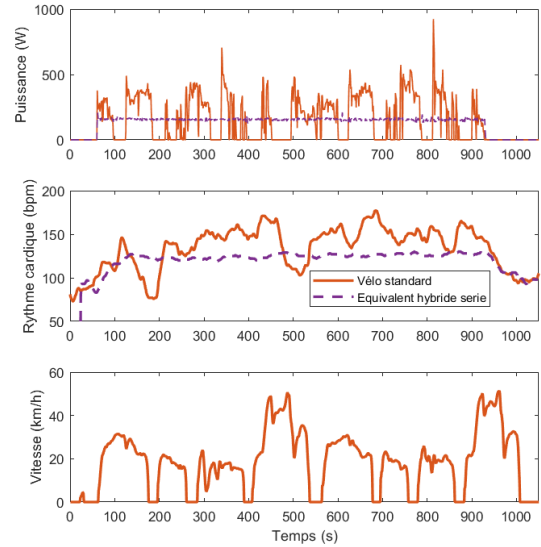 1000
500
0
Puissance (W)
0 100 200 300 400 500 600 700 800 900 1000
200
150
100
50
Rythme cardique (bpm)
Vélo standard
Equivalent hybride serie
0 100 200 300 400 500 600 700 800 900 1000
60
40
20
0
Vitesse (km/h)
0 100 200 300 400 500 600 700 800 900 1000
Temps (s)